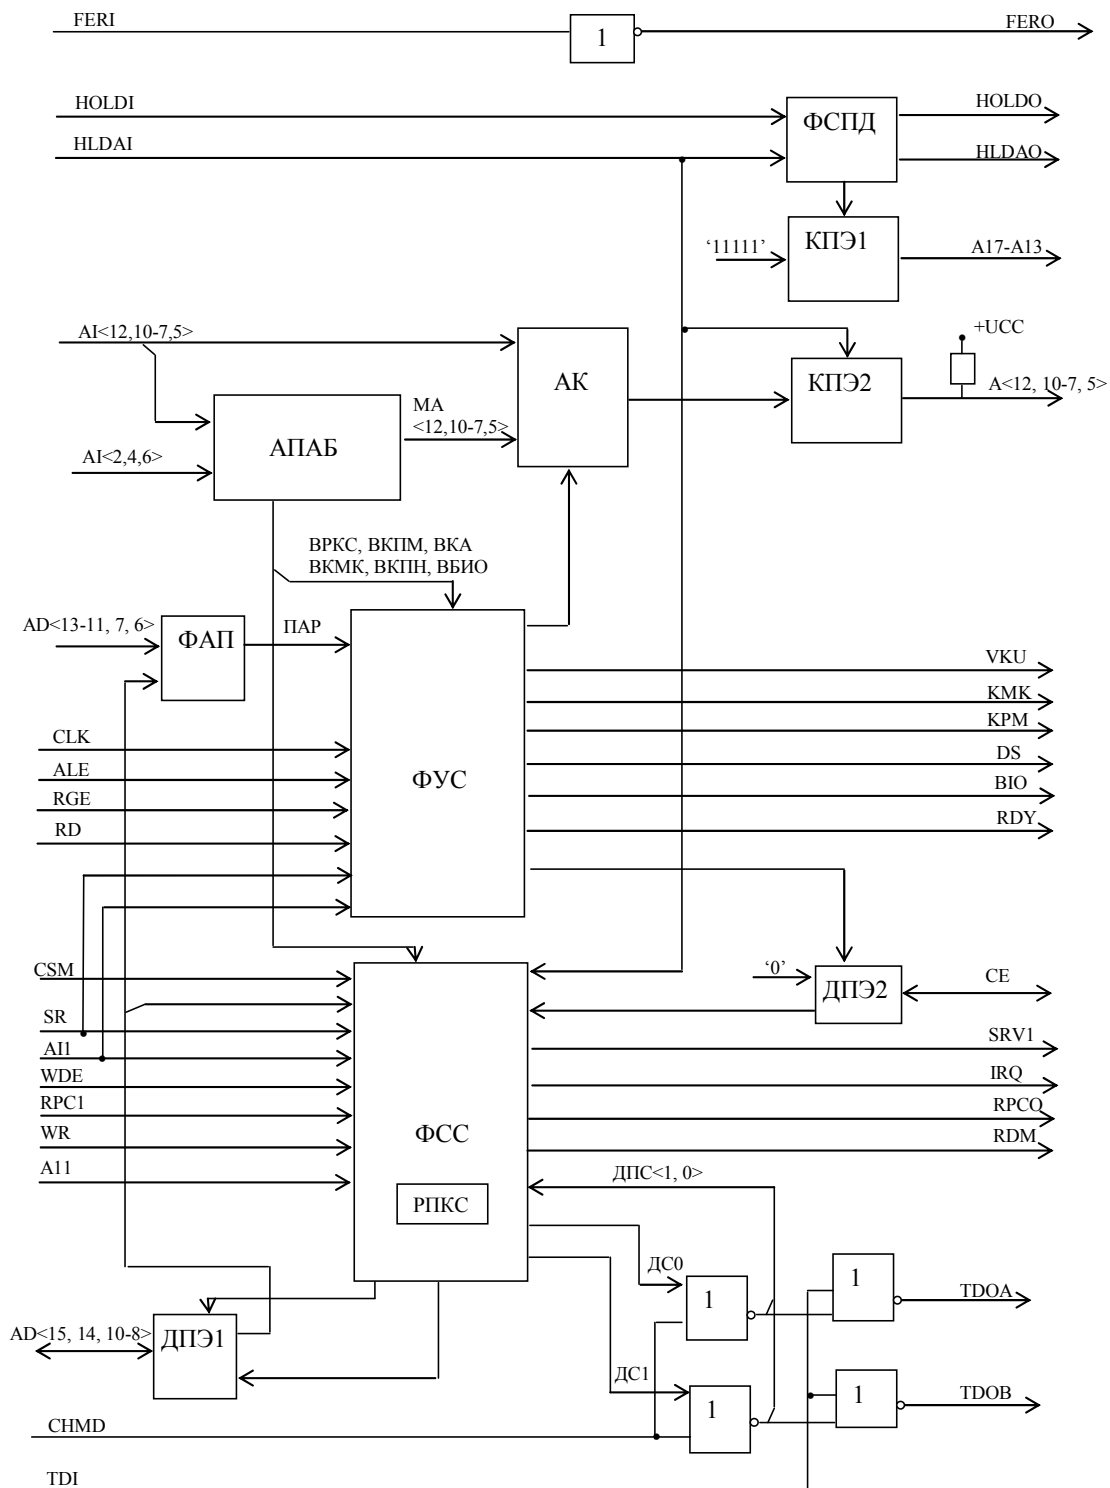 FERI
1
FERO
HOLDI
ФСПД
HOLDO
HLDAI
HLDAO
‘11111’
КПЭ1
A17-A13
AI<12,10-7,5>
АК
+UCC
КПЭ2
A<12, 10-7, 5>
МА
<12,10-7,5>
АПАБ
AI<2,4,6>
ВРКС, ВКПМ, ВКА
ВКМК, ВКПН, ВБИО
AD<13-11, 7, 6>
ФАП
ПАР
VKU
KMK
KPM
CLK
DS
ALE
ФУС
BIO
RGE
RDY
RD
CSM
‘0’
ДПЭ2
CE
SR
SRV1
AI1
WDE
IRQ
RPC1
RPCO
WR
ФСС
RDM
A11
ДПС<1, 0>
РПКС
ДС0
1
1
TDOA
AD<15, 14, 10-8>
ДПЭ1
ДС1
1
1
TDOB
CHMD
TDI